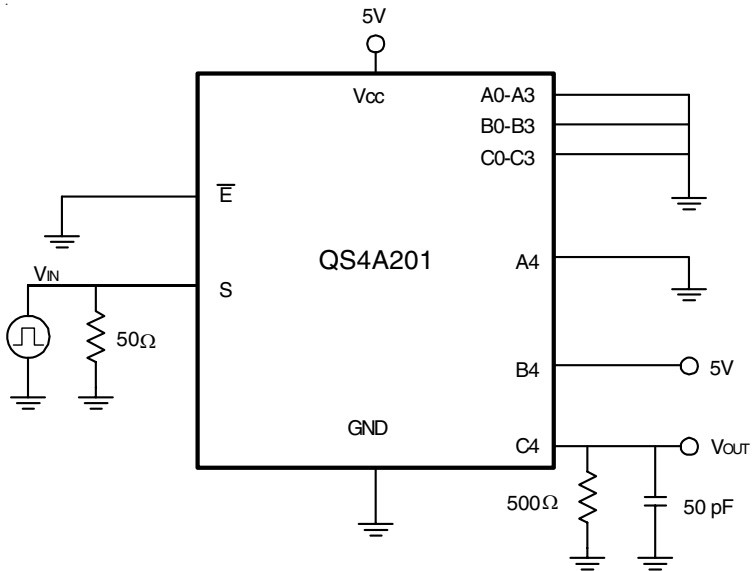 5V
Vcc
A0-A3
B0-B3
C0-C3
E̅
QS4A201
A4
VIN
S
50Ω
B4
5V
GND
C4
VOUT
500Ω
50 pF